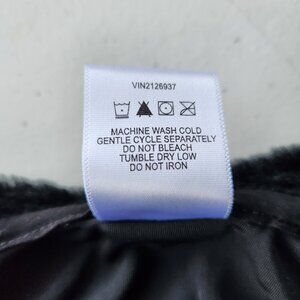 VIN2126937
MACHINE WASH COLD
GENTLE CYCLE SEPARATELY
DO NOT BLEACH
TUMBLE DRY LOW
DO NOT IRON